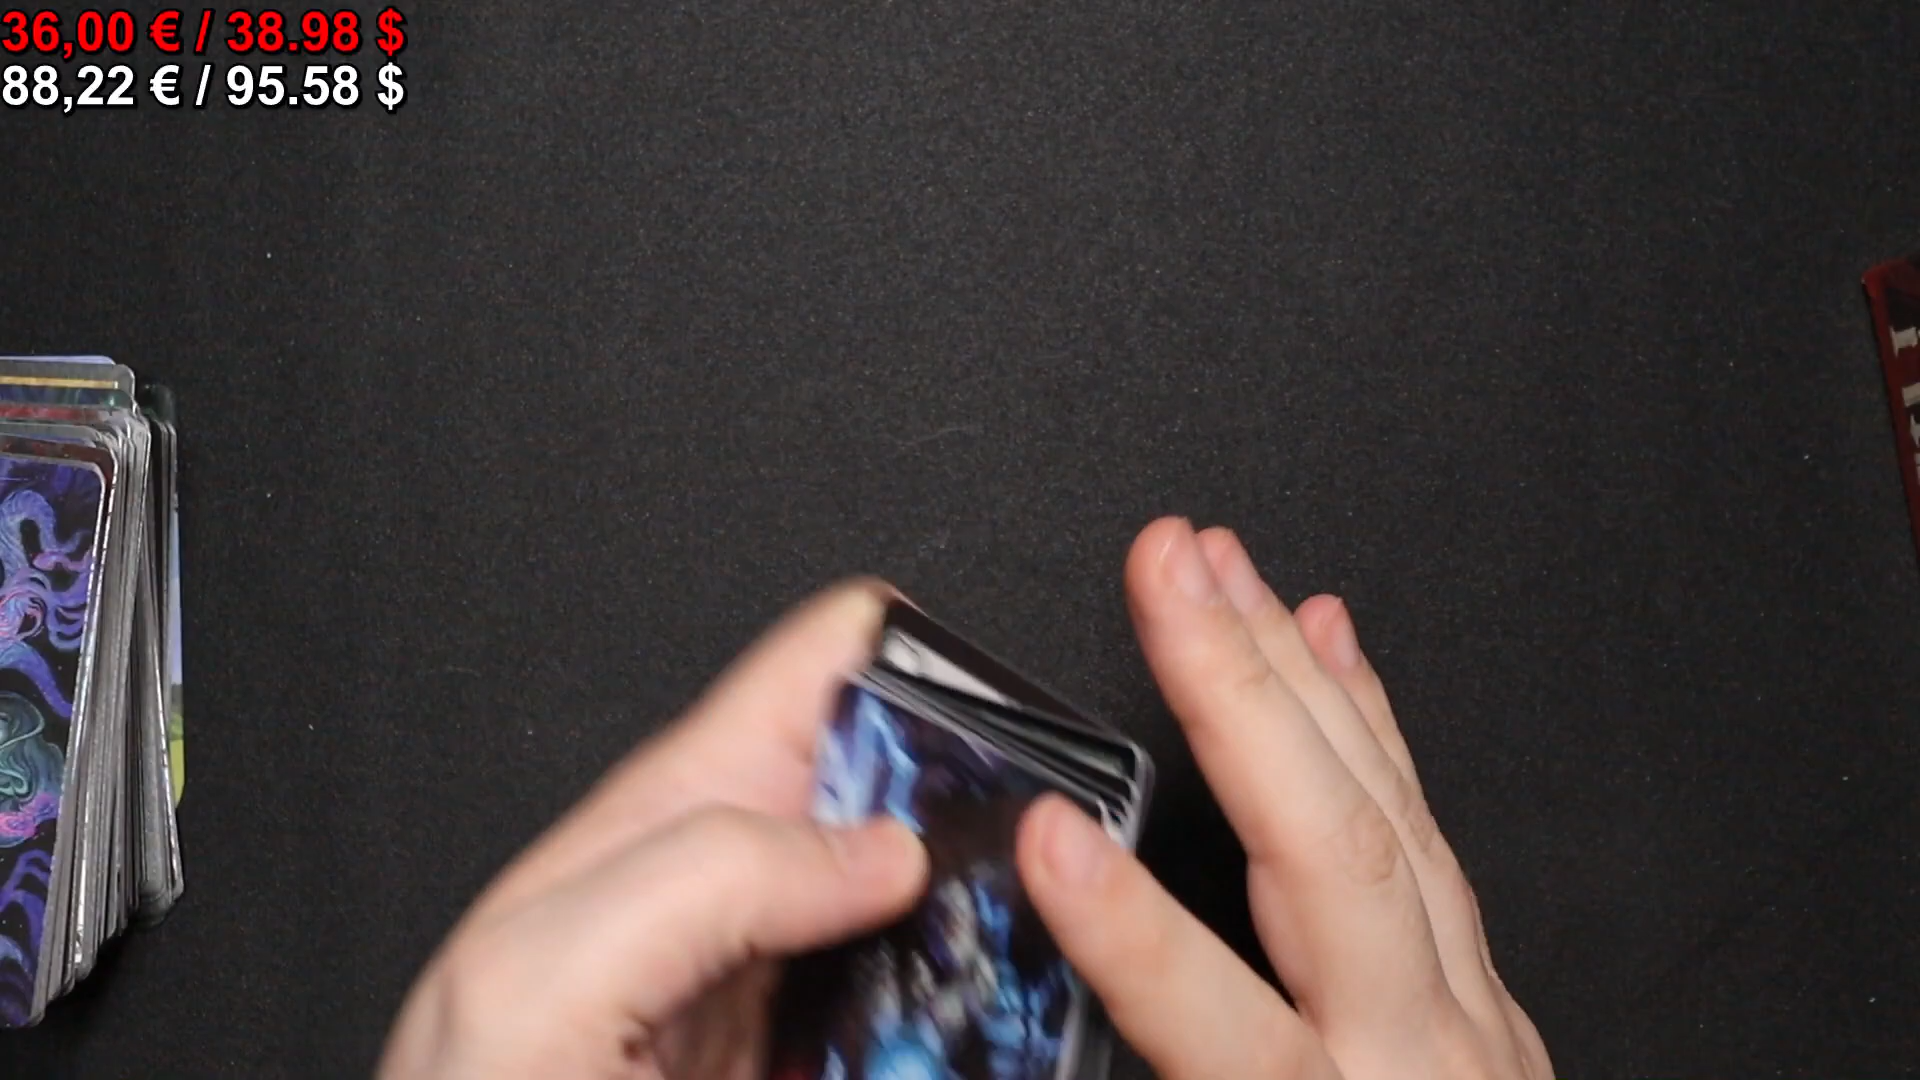 36,00 € / 38.98 $
88,22 € / 95.58 $